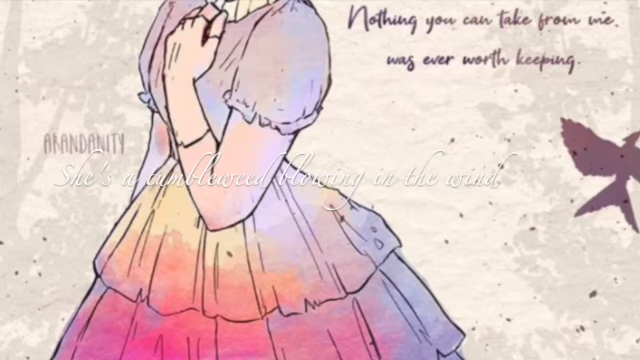 Nothing you can take from me,
was ever worth keeping.
ARANDANITY
She's a tumbleweed blowing in the wind,